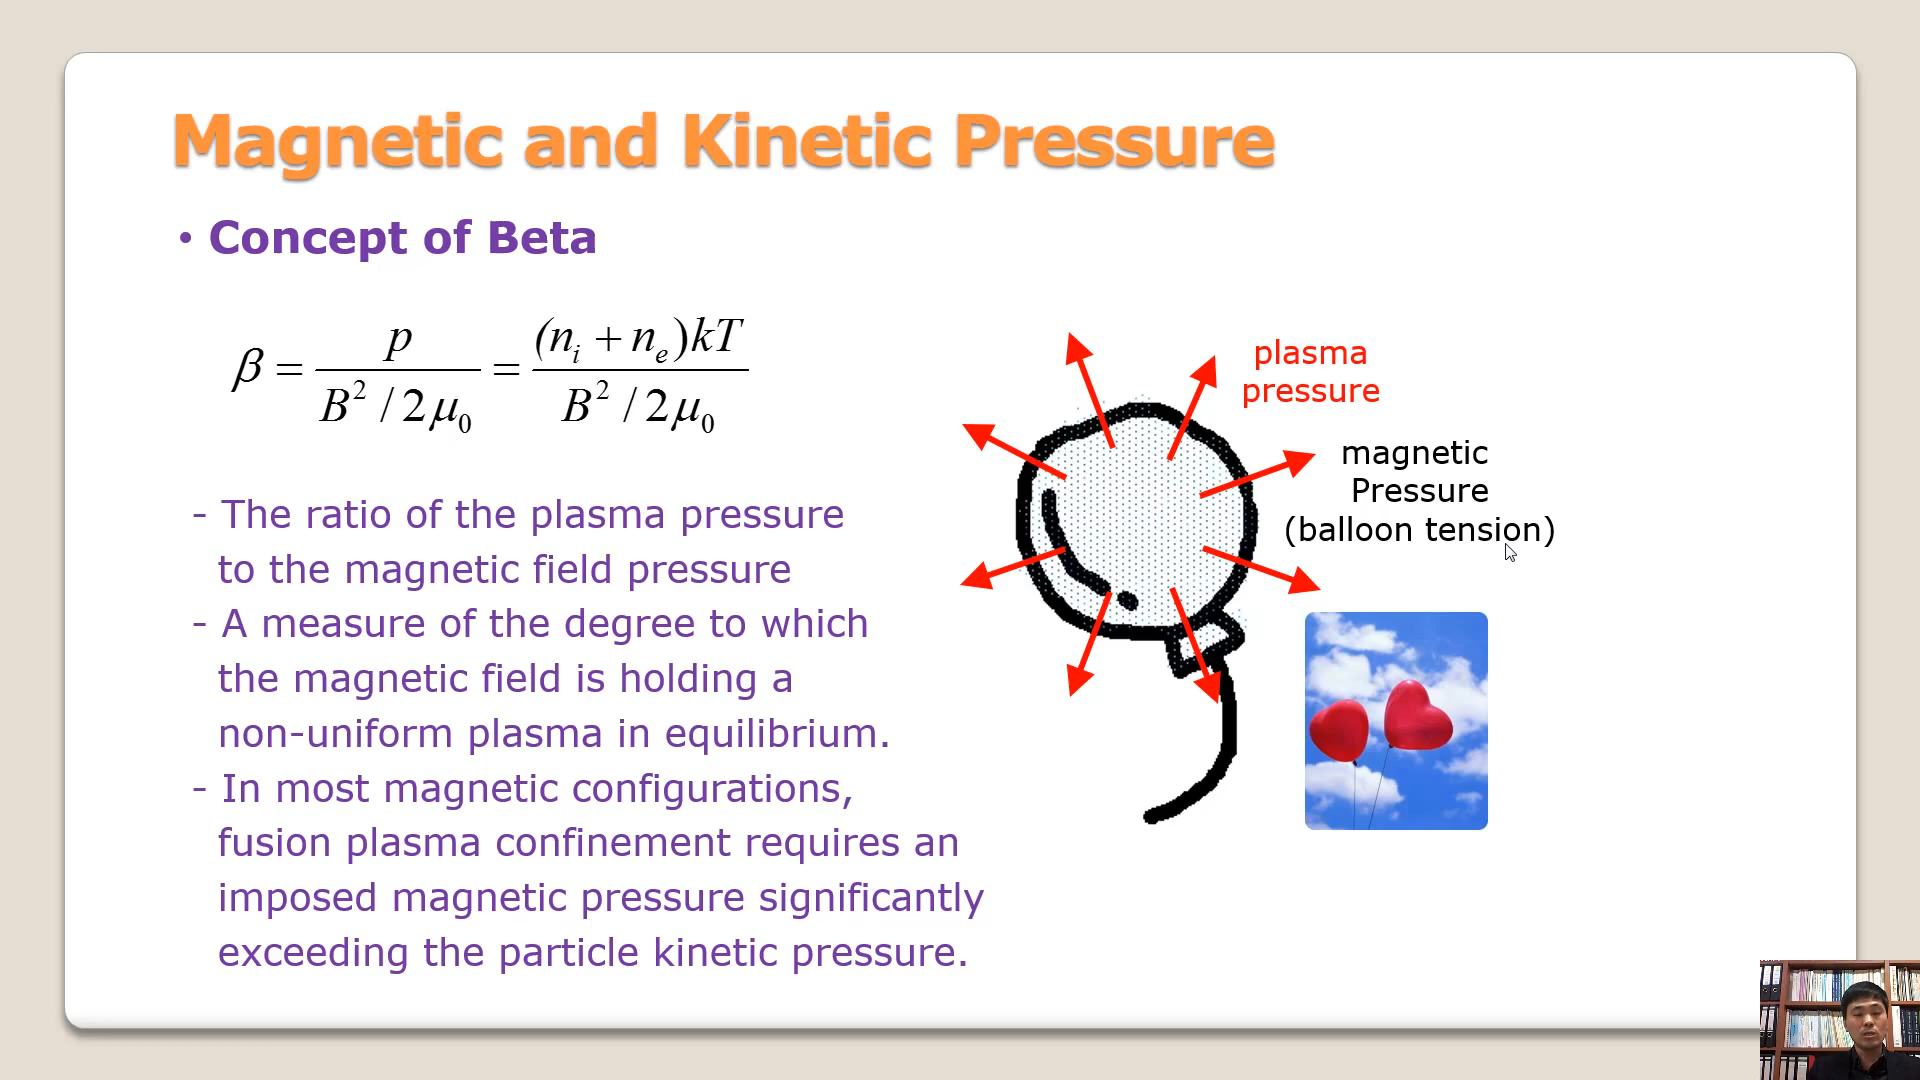 Magnetic and Kinetic Pressure
• Concept of Beta
β = p / (B² / 2μ₀) = (nᵢ + nₑ)kT / (B² / 2μ₀)
- The ratio of the plasma pressure
to the magnetic field pressure
- A measure of the degree to which
the magnetic field is holding a
non-uniform plasma in equilibrium.
- In most magnetic configurations,
fusion plasma confinement requires an
imposed magnetic pressure significantly
exceeding the particle kinetic pressure.
plasma
pressure
magnetic
Pressure
(balloon tension)